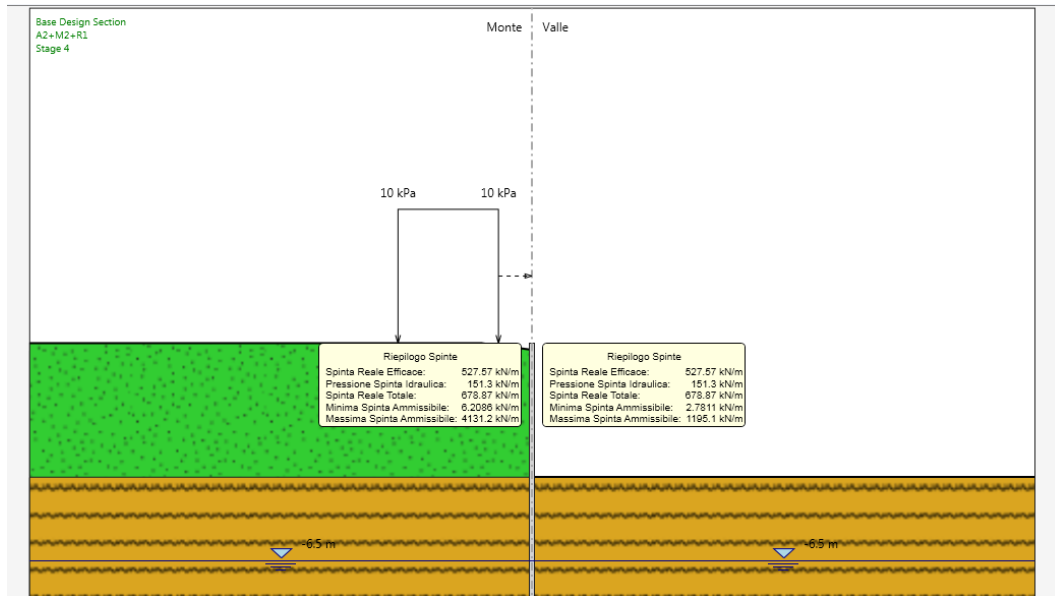 Base Design Section
A2+M2+R1
Stage 4
Monte
Valle
10 kPa
10 kPa
Riepilogo Spinte
Spinta Reale Efficace: 527.57 kN/m
Pressione Spinta Idraulica: 151.3 kN/m
Spinta Reale Totale: 678.87 kN/m
Minima Spinta Ammissibile: 6.2086 kN/m
Massima Spinta Ammissibile: 4131.2 kN/m
Riepilogo Spinte
Spinta Reale Efficace: 527.57 kN/m
Pressione Spinta Idraulica: 151.3 kN/m
Spinta Reale Totale: 678.87 kN/m
Minima Spinta Ammissibile: 2.7811 kN/m
Massima Spinta Ammissibile: 1195.1 kN/m
-6.5 m
-6.5 m